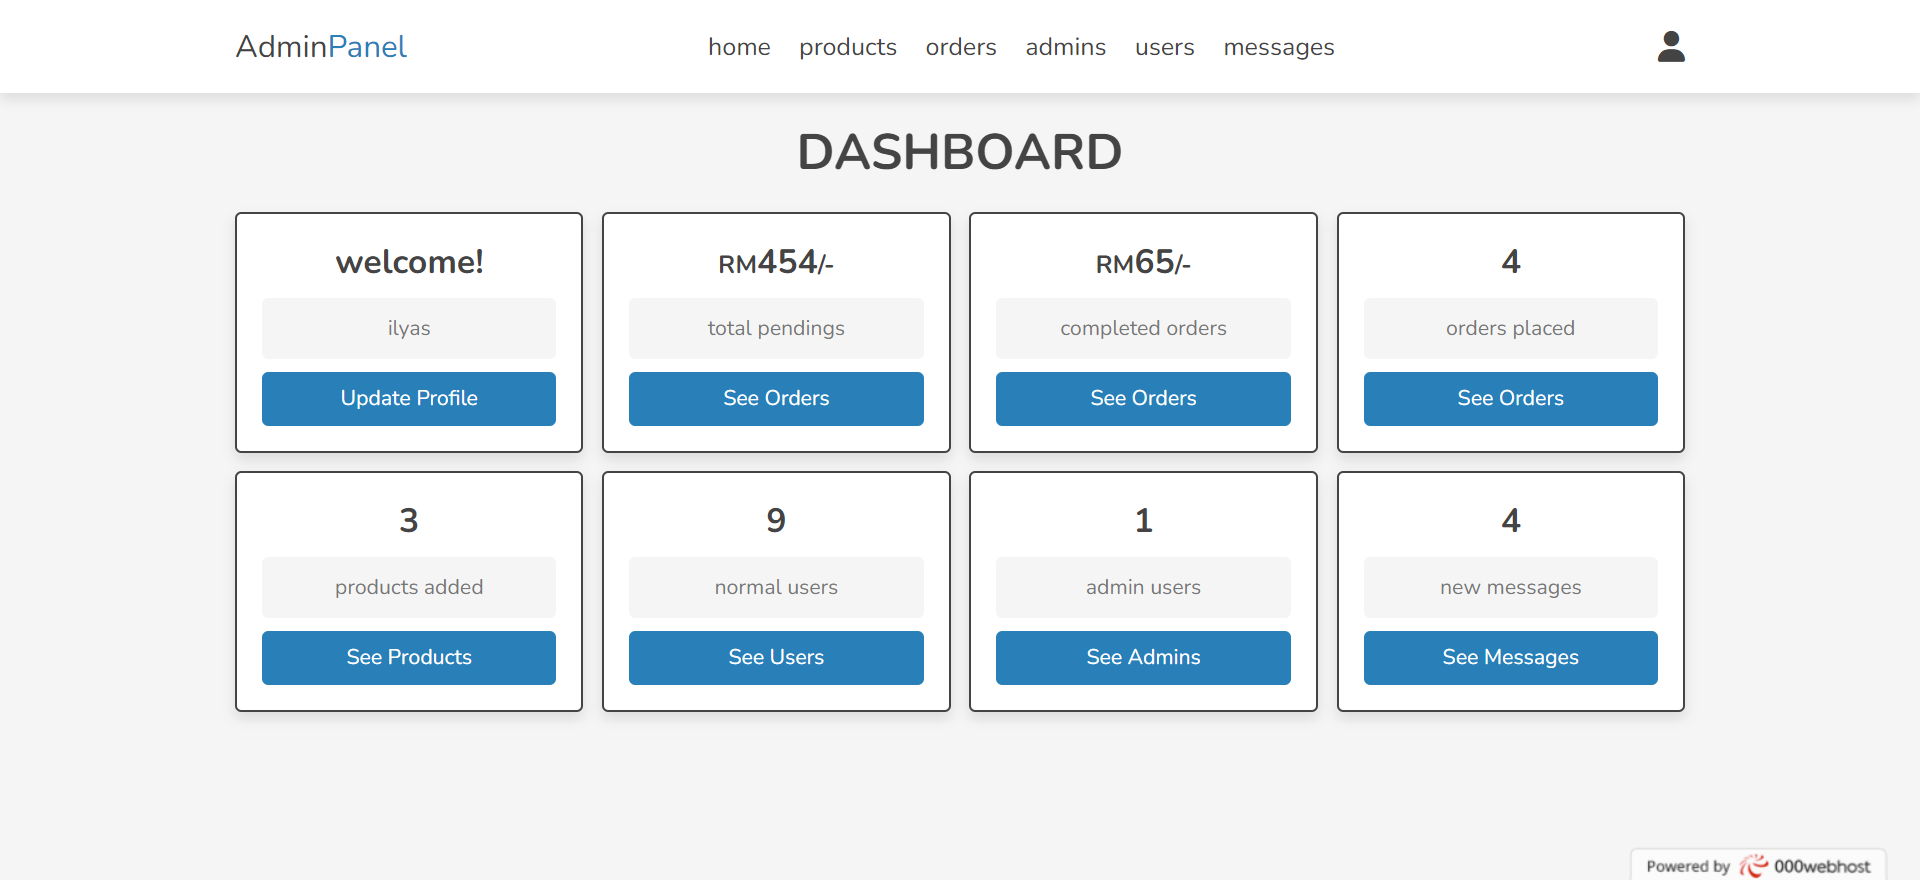 AdminPanel
home products orders admins users messages
DASHBOARD
welcome!
ilyas
Update Profile
RM454/-
total pendings
See Orders
RM65/-
completed orders
See Orders
4
orders placed
See Orders
3
products added
See Products
9
normal users
See Users
1
admin users
See Admins
4
new messages
See Messages
Powered by 000webhost